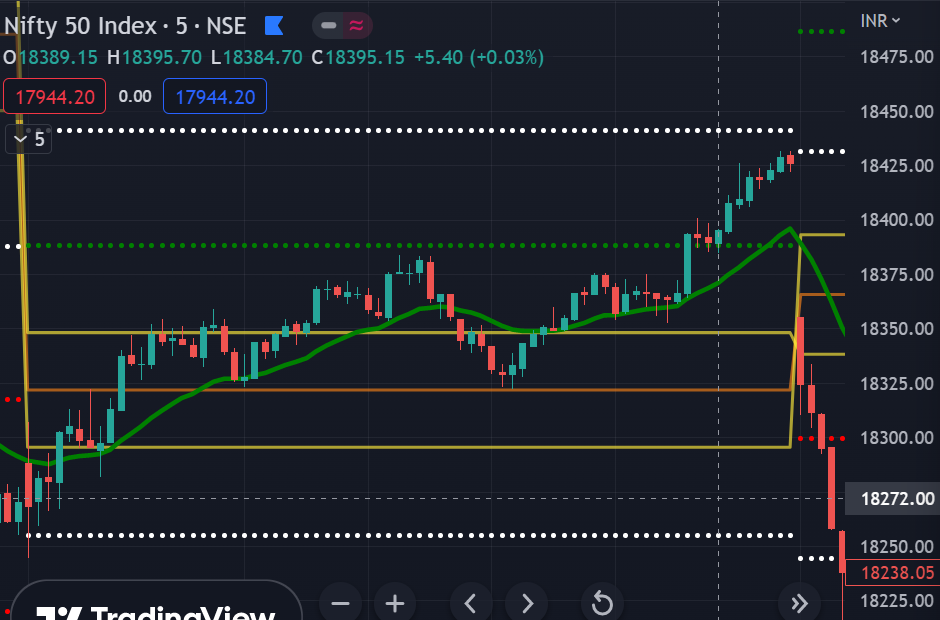 Nifty 50 Index · 5 · NSE
INR
O18389.15 H18395.70 L18384.70 C18395.15 +5.40 (+0.03%)
17944.20 0.00 17944.20
5
18475.00
18450.00
18425.00
18400.00
18375.00
18350.00
18325.00
18300.00
18272.00
18250.00
18238.05
18225.00
TradingView